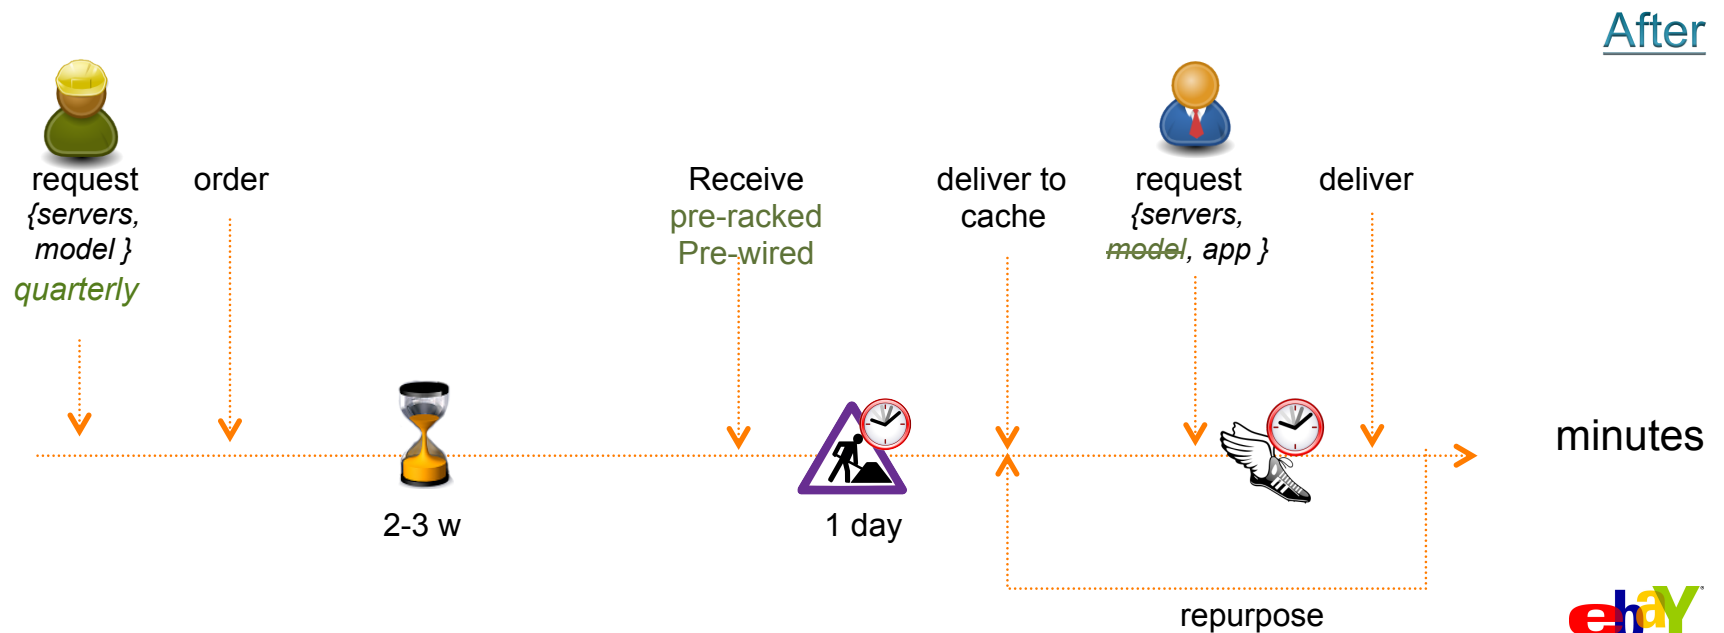 After
request
{servers,
model }
quarterly
order
Receive
pre-racked
Pre-wired
deliver to
cache
request
{servers,
model, app }
deliver
minutes
2-3 w
1 day
repurpose
ebaY